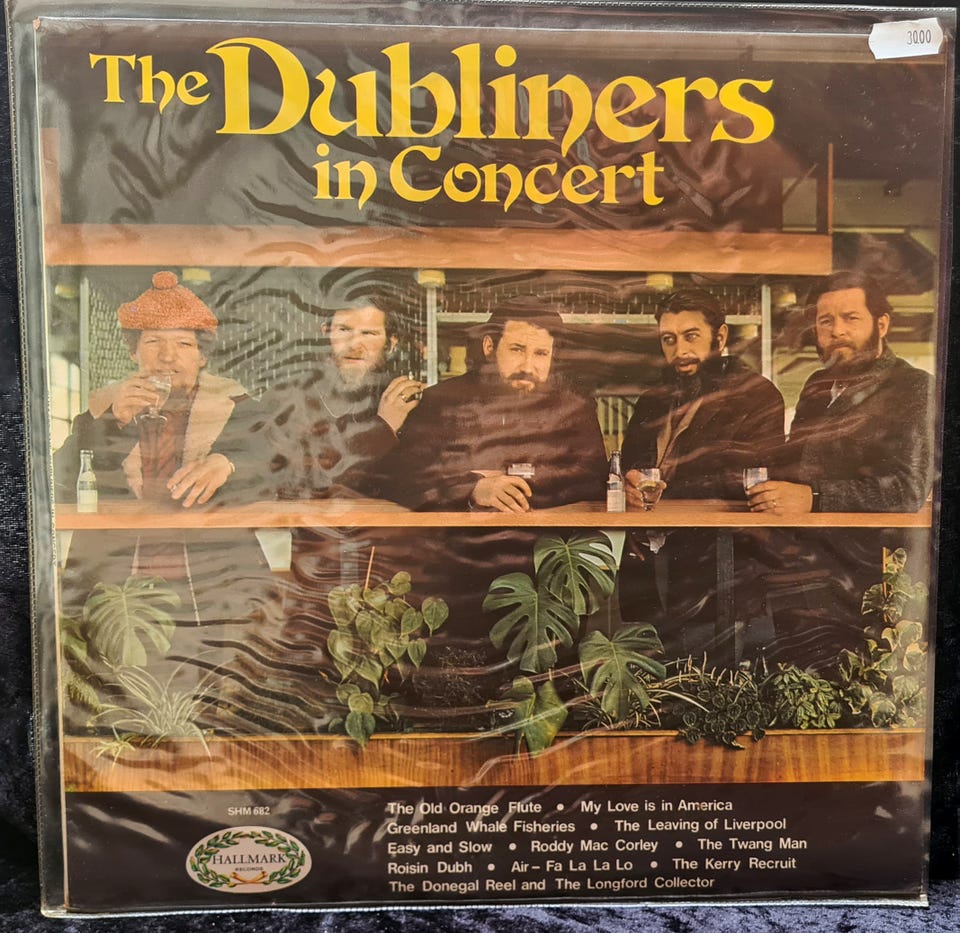 30.00
The Dubliners
in Concert
SHM 682
HALLMARK
RECORDS
The Old Orange Flute • My Love is in America
Greenland Whale Fisheries • The Leaving of Liverpool
Easy and Slow • Roddy Mac Corley • The Twang Man
Roisin Dubh • Air – Fa La La Lo • The Kerry Recruit
The Donegal Reel and The Longford Collector